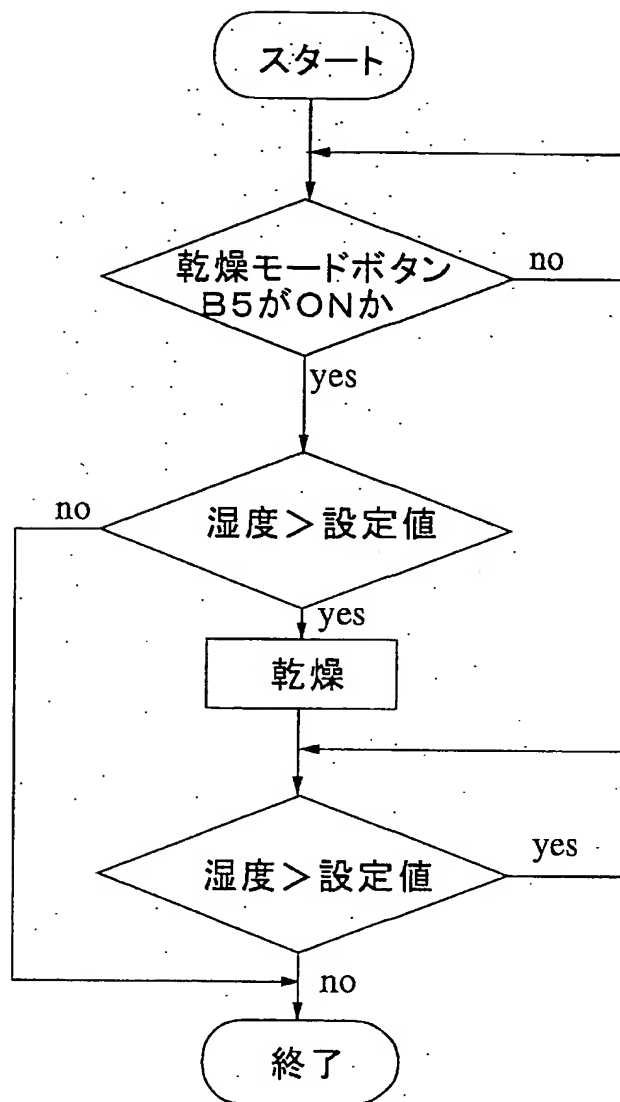 スタート
乾燥モードボタン
B5がONか
no
yes
no
湿度＞設定値
yes
乾燥
湿度＞設定値
yes
no
終了